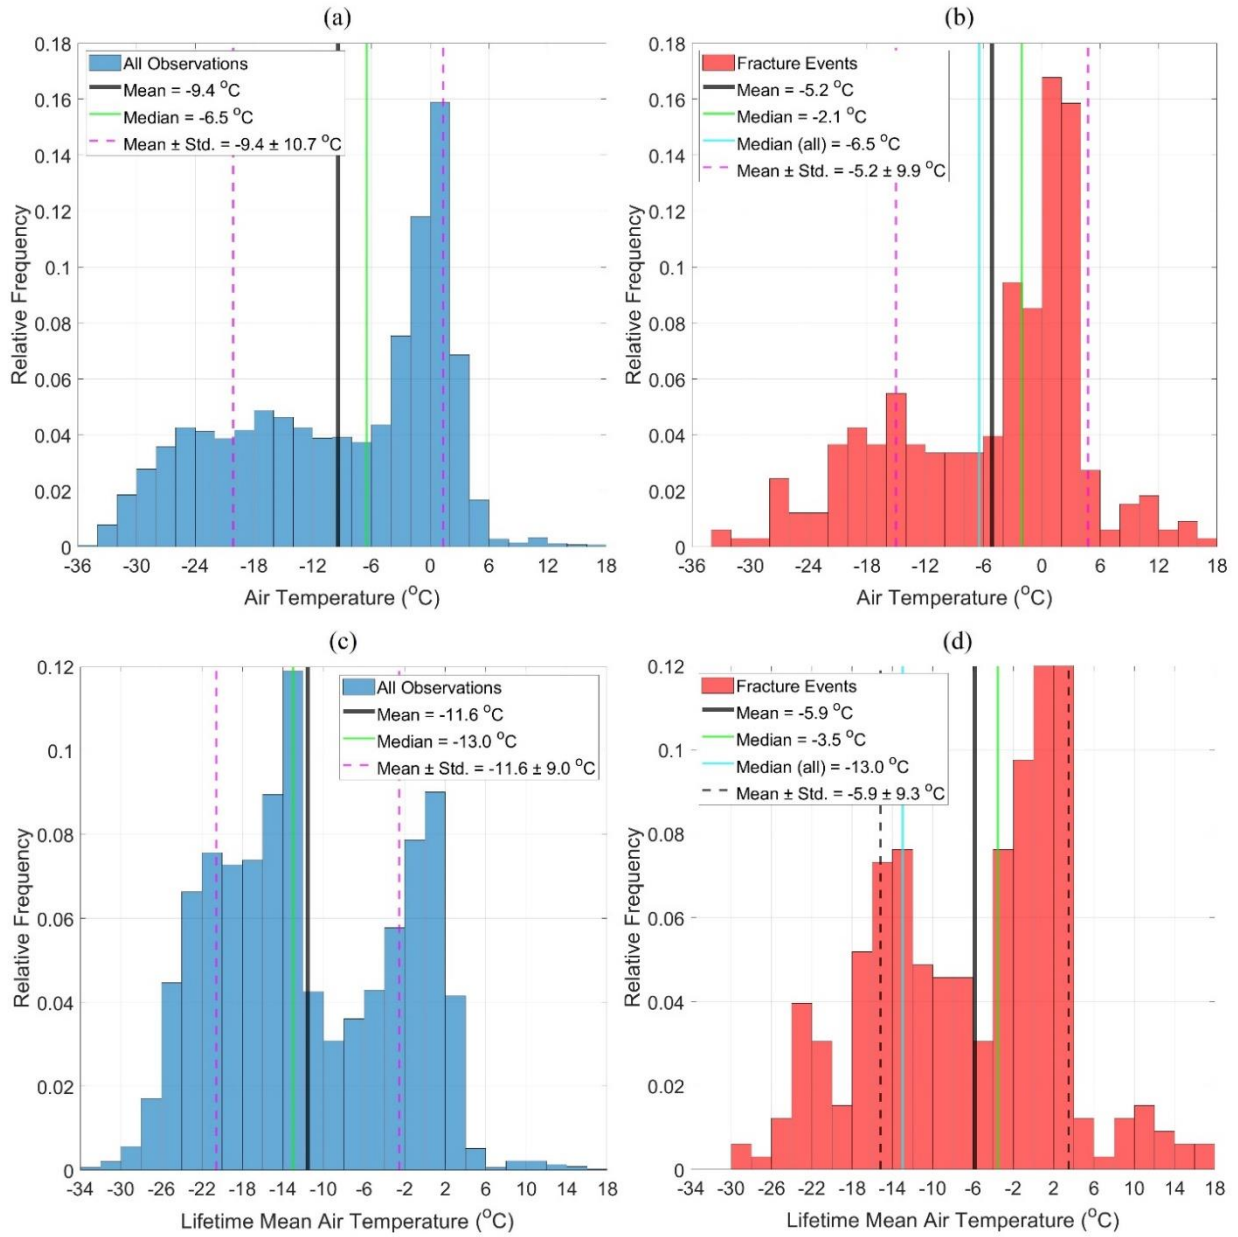 (a)
0.18
0.16
0.14
0.12
0.1
0.08
0.06
0.04
0.02
0
Relative Frequency
All Observations
Mean = -9.4 °C
Median = -6.5 °C
Mean ± Std. = -9.4 ± 10.7 °C
-36 -30 -24 -18 -12 -6 0 6 12 18
Air Temperature (°C)
(b)
0.18
0.16
0.14
0.12
0.1
0.08
0.06
0.04
0.02
0
Relative Frequency
Fracture Events
Mean = -5.2 °C
Median = -2.1 °C
Median (all) = -6.5 °C
Mean ± Std. = -5.2 ± 9.9 °C
-36 -30 -24 -18 -12 -6 0 6 12 18
Air Temperature (°C)
(c)
0.12
0.1
0.08
0.06
0.04
0.02
0
Relative Frequency
All Observations
Mean = -11.6 °C
Median = -13.0 °C
Mean ± Std. = -11.6 ± 9.0 °C
-34 -30 -26 -22 -18 -14 -10 -6 -2 2 6 10 14 18
Lifetime Mean Air Temperature (°C)
(d)
0.12
0.1
0.08
0.06
0.04
0.02
0
Relative Frequency
Fracture Events
Mean = -5.9 °C
Median = -3.5 °C
Median (all) = -13.0 °C
Mean ± Std. = -5.9 ± 9.3 °C
-34 -30 -26 -22 -18 -14 -10 -6 -2 2 6 10 14 18
Lifetime Mean Air Temperature (°C)